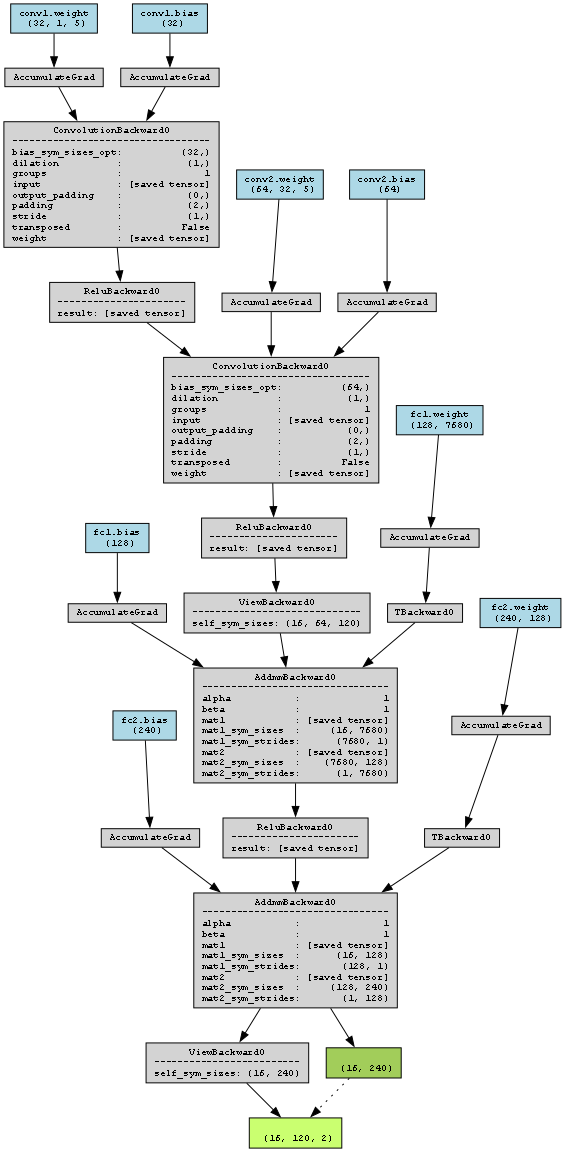 conv1.weight
(32, 1, 5)
conv1.bias
(32)
AccumulateGrad
AccumulateGrad
ConvolutionBackward0
----------------------------------
bias_sym_sizes_opt: (32,)
dilation : (1,)
groups : 1
input : [saved tensor]
output_padding : (0,)
padding : (2,)
stride : (1,)
transposed : False
weight : [saved tensor]
conv2.weight
(64, 32, 5)
conv2.bias
(64)
ReluBackward0
----------------------
result: [saved tensor]
AccumulateGrad
AccumulateGrad
ConvolutionBackward0
----------------------------------
bias_sym_sizes_opt: (64,)
dilation : (1,)
groups : 1
input : [saved tensor]
output_padding : (0,)
padding : (2,)
stride : (1,)
transposed : False
weight : [saved tensor]
fc1.weight
(128, 7680)
ReluBackward0
----------------------
result: [saved tensor]
fc1.bias
(128)
AccumulateGrad
ViewBackward0
-----------------------------
self_sym_sizes: (16, 64, 120)
AccumulateGrad
TBackward0
fc2.weight
(240, 128)
AddmmBackward0
--------------------------------
alpha : 1
beta : 1
mat1 : [saved tensor]
mat1_sym_sizes : (16, 7680)
mat1_sym_strides: (7680, 1)
mat2 : [saved tensor]
mat2_sym_sizes : (7680, 128)
mat2_sym_strides: (1, 7680)
fc2.bias
(240)
AccumulateGrad
ReluBackward0
----------------------
result: [saved tensor]
AccumulateGrad
TBackward0
AddmmBackward0
--------------------------------
alpha : 1
beta : 1
mat1 : [saved tensor]
mat1_sym_sizes : (16, 128)
mat1_sym_strides: (128, 1)
mat2 : [saved tensor]
mat2_sym_sizes : (128, 240)
mat2_sym_strides: (1, 128)
ViewBackward0
-------------------------
self_sym_sizes: (16, 240)
(16, 240)
(16, 120, 2)